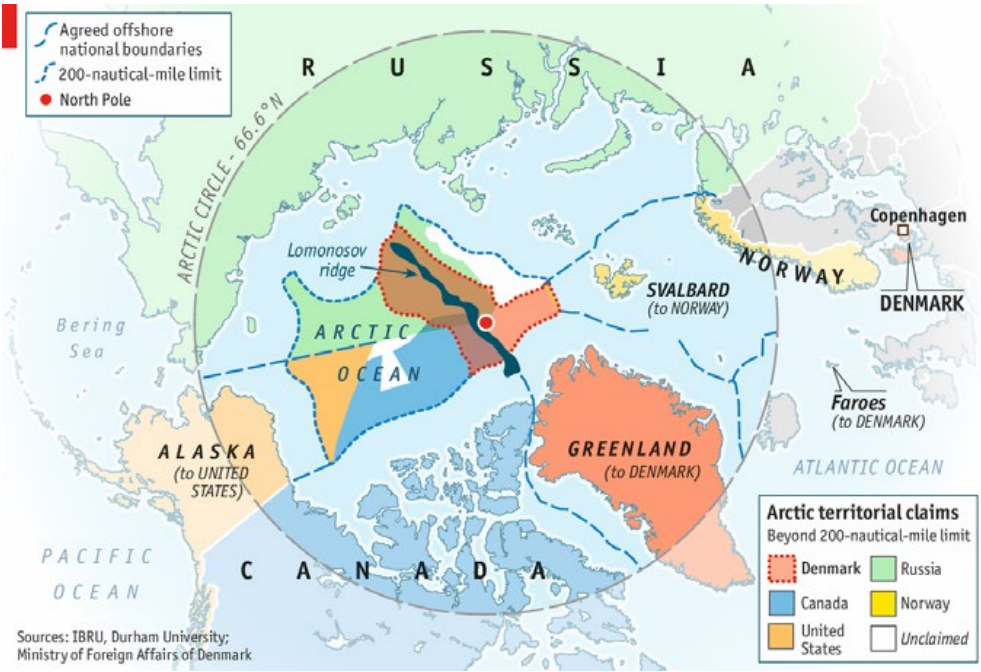 Agreed offshore
national boundaries
200-nautical-mile limit
North Pole
RUSSIA
ARCTIC CIRCLE - 66.6°N
Lomonosov
ridge
Copenhagen
NORWAY
DENMARK
SVALBARD
(to NORWAY)
Bering
Sea
ARCTIC
OCEAN
Faroes
(to DENMARK)
ALASKA
(to UNITED
STATES)
GREENLAND
(to DENMARK)
ATLANTIC OCEAN
PACIFIC
OCEAN
CANADA
Arctic territorial claims
Beyond 200-nautical-mile limit
Denmark
Russia
Canada
Norway
United
States
Unclaimed
Sources: IBRU, Durham University;
Ministry of Foreign Affairs of Denmark